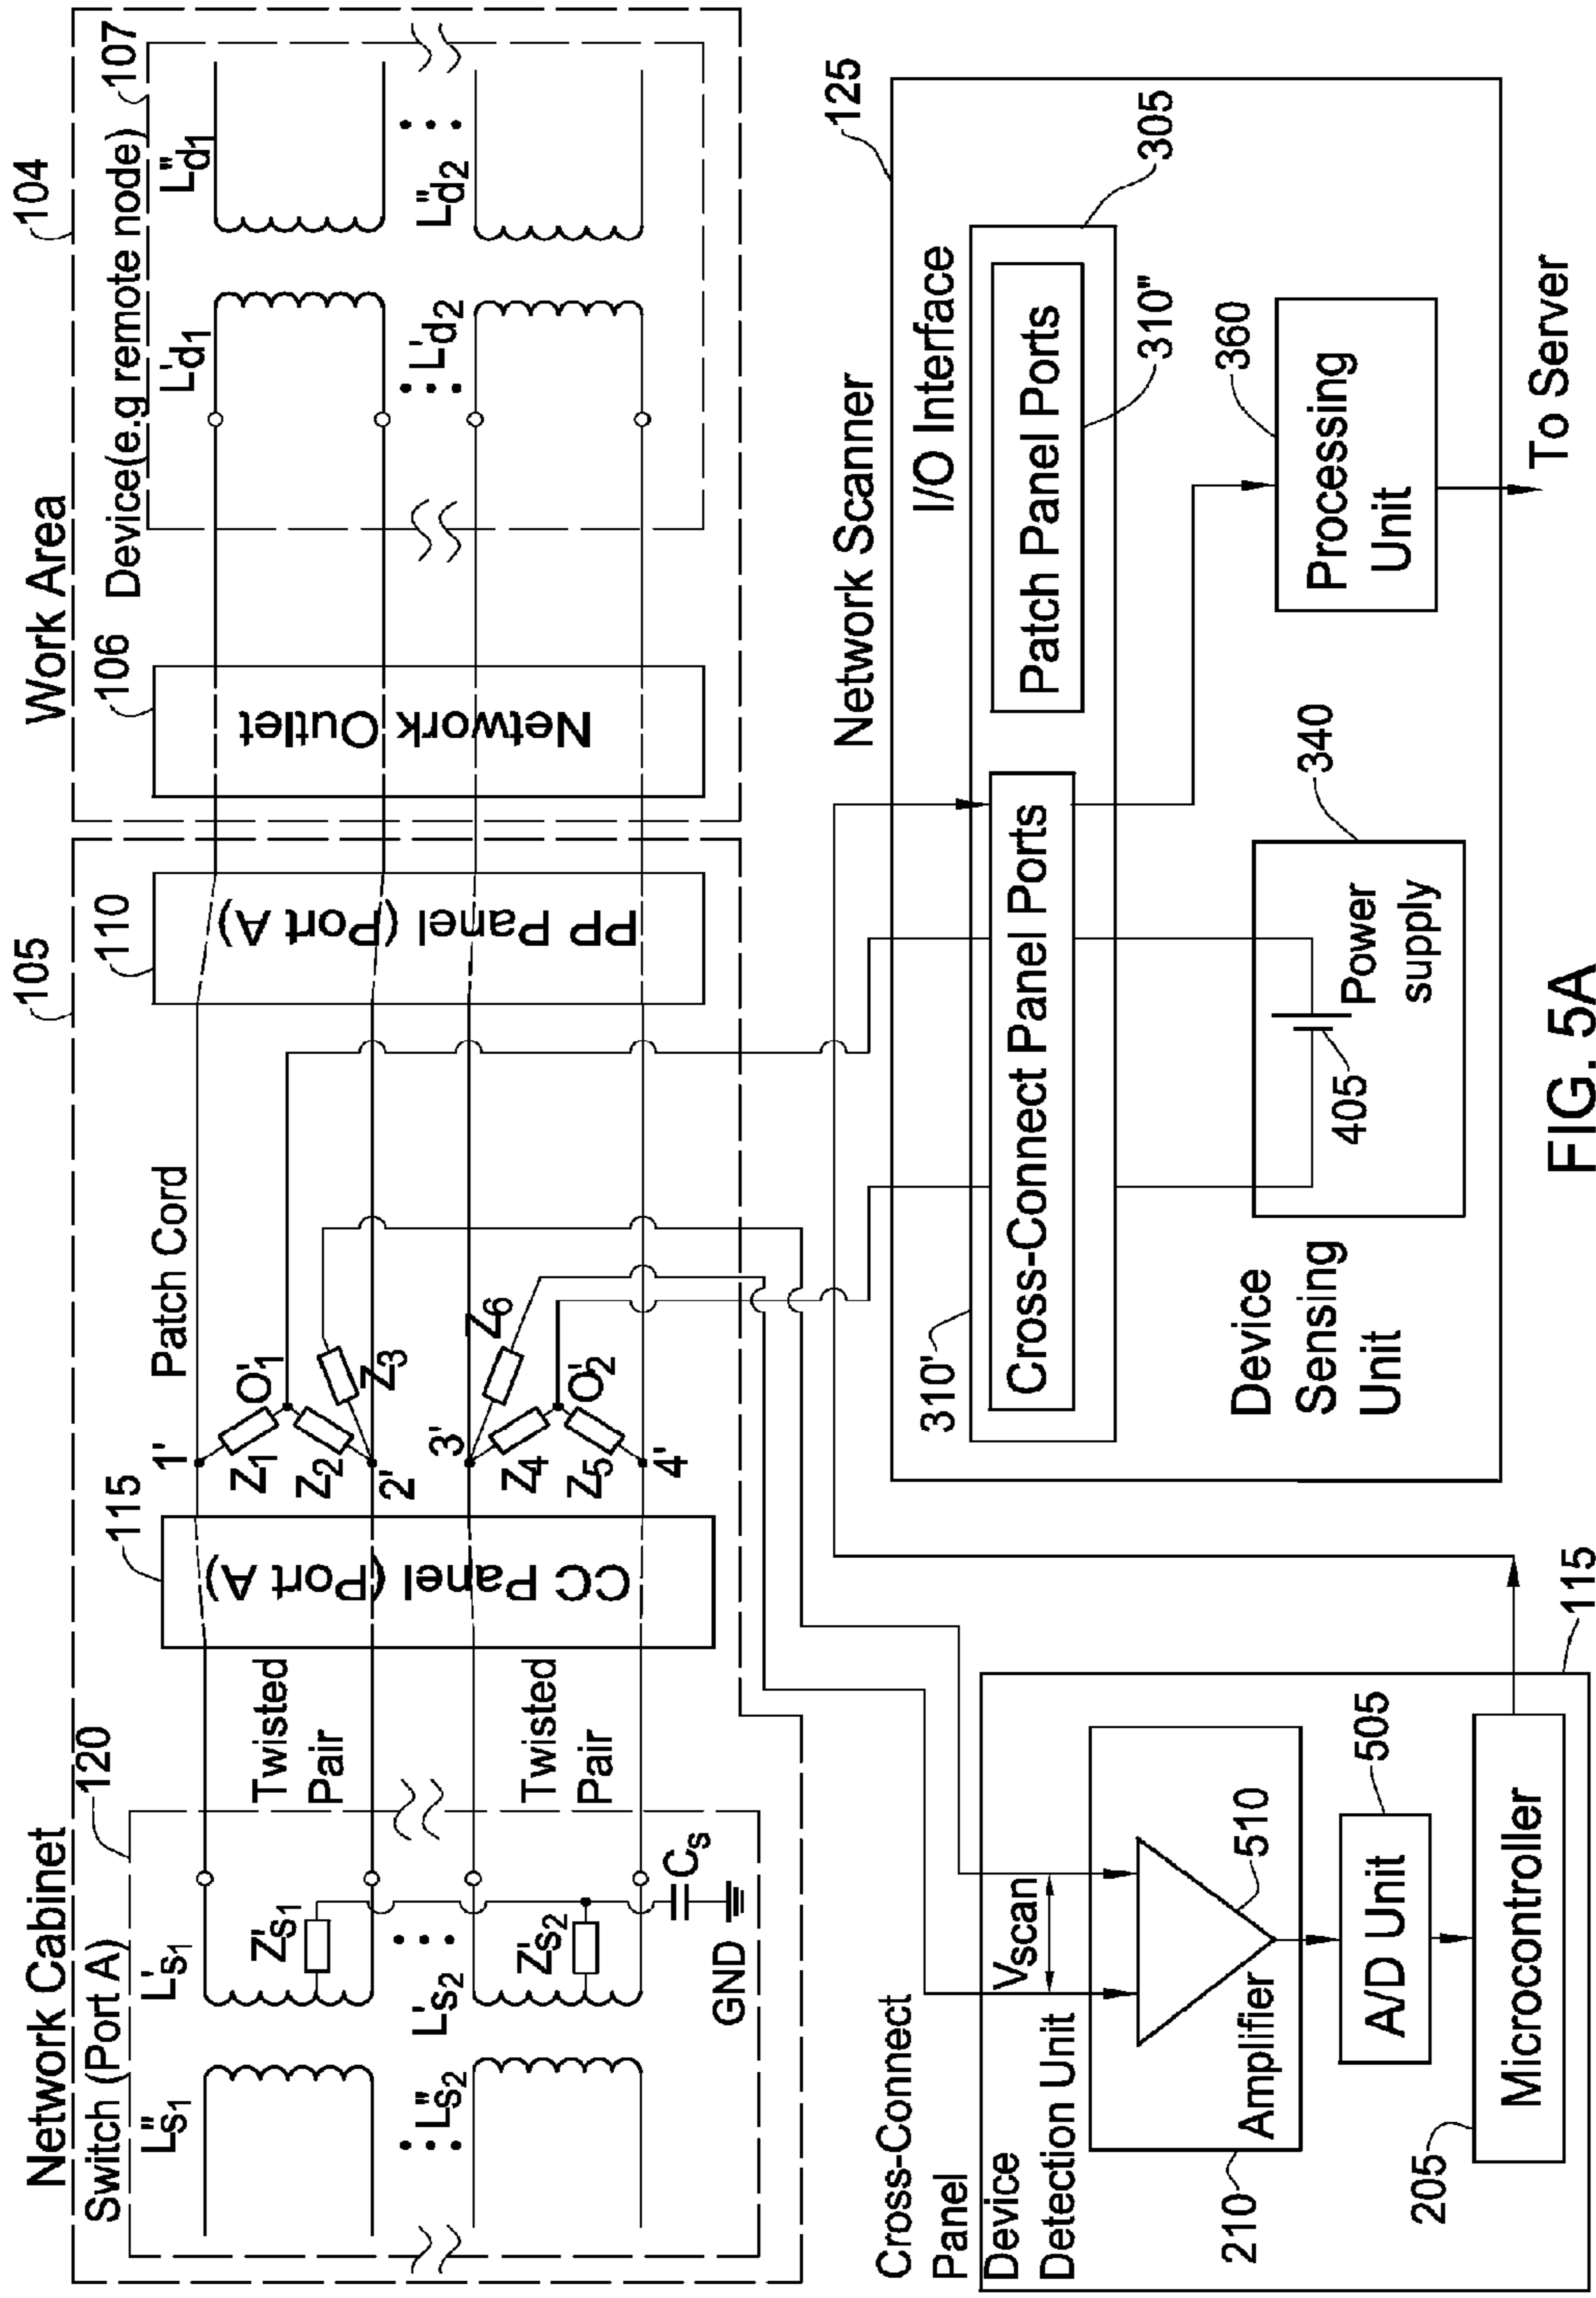 Network Cabinet
Switch (Port A)
120
L"s1
L's1
Z's1
L"s2
L's2
Z's2
Cs
GND
Twisted
Pair
Twisted
Pair
115
CC Panel (Port A)
1'
Z1
O'1
Z2
2'
Z3
3'
Z4
Z6
O'2
Z5
4'
Patch Cord
105
110
PP Panel (Port A)
Work Area
104
106
Network Outlet
Device(e.g remote node)
107
L'd1
L"d1
L'd2
L"d2
Cross-Connect
Panel
Device
Detection Unit
Vscan
510
Amplifier
210
505
A/D Unit
205
Microcontroller
115
Network Scanner
125
I/O Interface
305
310'
Cross-Connect Panel Ports
Patch Panel Ports
310"
Device
Sensing
Unit
405
Power
supply
340
360
Processing
Unit
To Server
FIG. 5A